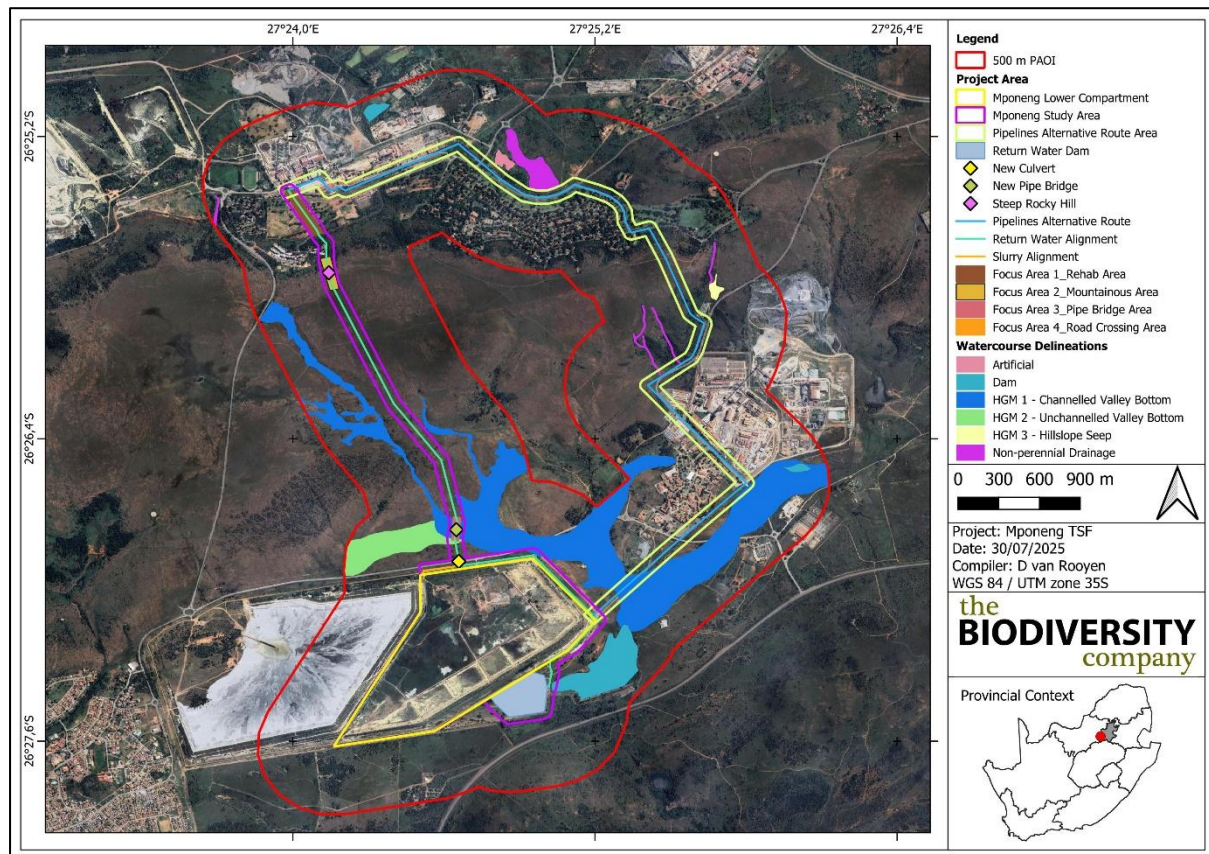 27°24,0'E
27°25,2'E
27°26,4'E
26°25,2'S
26°26,4'S
27°27,6'S
Legend
500 m PAOI
Project Area
Mponeng Lower Compartment
Mponeng Study Area
Pipelines Alternative Route Area
Return Water Dam
New Culvert
New Pipe Bridge
Steep Rocky Hill
Pipelines Alternative Route
Return Water Alignment
Slurry Alignment
Focus Area 1_Rehab Area
Focus Area 2_Mountainous Area
Focus Area 3_Pipe Bridge Area
Focus Area 4_Road Crossing Area
Watercourse Delineations
Artificial
Dam
HGM 1 - Channelled Valley Bottom
HGM 2 - Unchannelled Valley Bottom
HGM 3 - Hillslope Seep
Non-perennial Drainage
0 300 600 900 m
Project: Mponeng TSF
Date: 30/07/2025
Compiler: D van Rooyen
WGS 84 / UTM zone 35S
the
BIODIVERSITY
company
Provincial Context